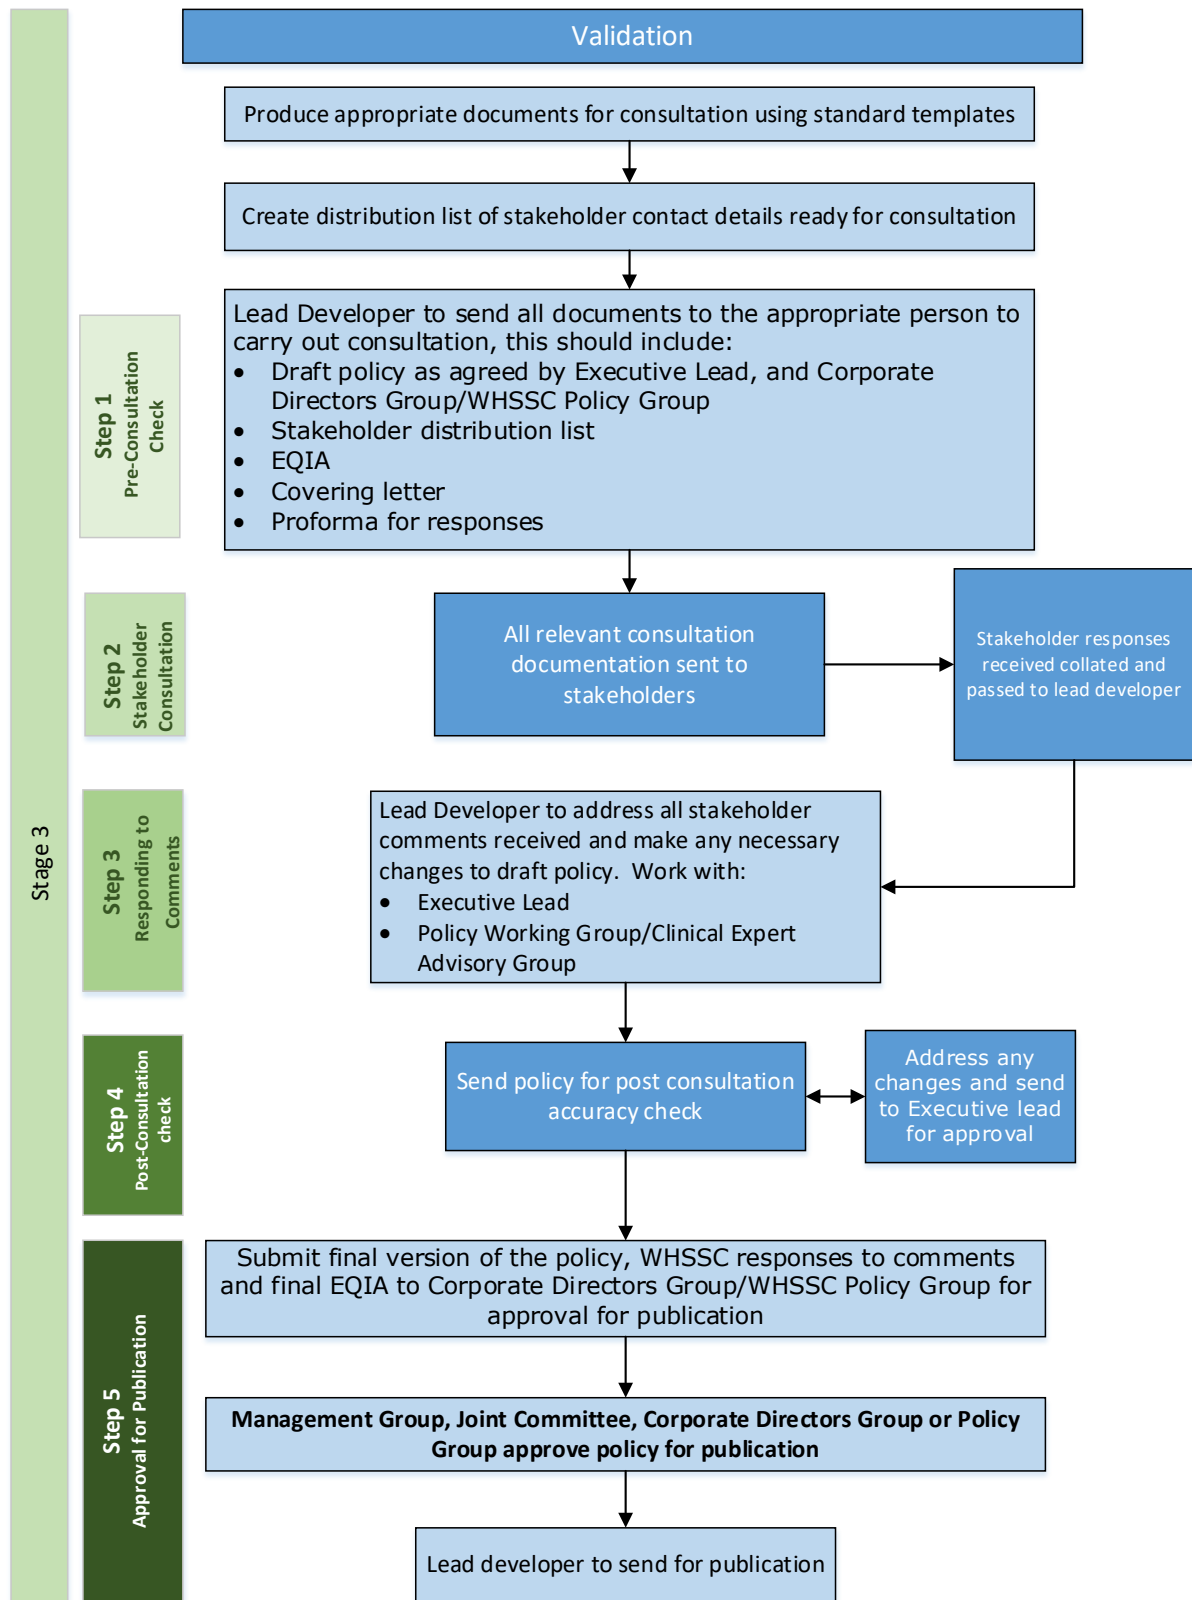 Validation
Produce appropriate documents for consultation using standard templates
Create distribution list of stakeholder contact details ready for consultation
Stage 3
Step 1
Pre-Consultation
Check
Lead Developer to send all documents to the appropriate person to
carry out consultation, this should include:
• Draft policy as agreed by Executive Lead, and Corporate
Directors Group/WHSSC Policy Group
• Stakeholder distribution list
• EQIA
• Covering letter
• Proforma for responses
Step 2
Stakeholder
Consultation
All relevant consultation
documentation sent to
stakeholders
Stakeholder responses
received collated and
passed to lead developer
Step 3
Responding to
Comments
Lead Developer to address all stakeholder
comments received and make any necessary
changes to draft policy.  Work with:
• Executive Lead
• Policy Working Group/Clinical Expert
Advisory Group
Step 4
Post-Consultation
check
Send policy for post consultation
accuracy check
Address any
changes and send
to Executive lead
for approval
Step 5
Approval for Publication
Submit final version of the policy, WHSSC responses to comments
and final EQIA to Corporate Directors Group/WHSSC Policy Group for
approval for publication
Management Group, Joint Committee, Corporate Directors Group or Policy
Group approve policy for publication
Lead developer to send for publication